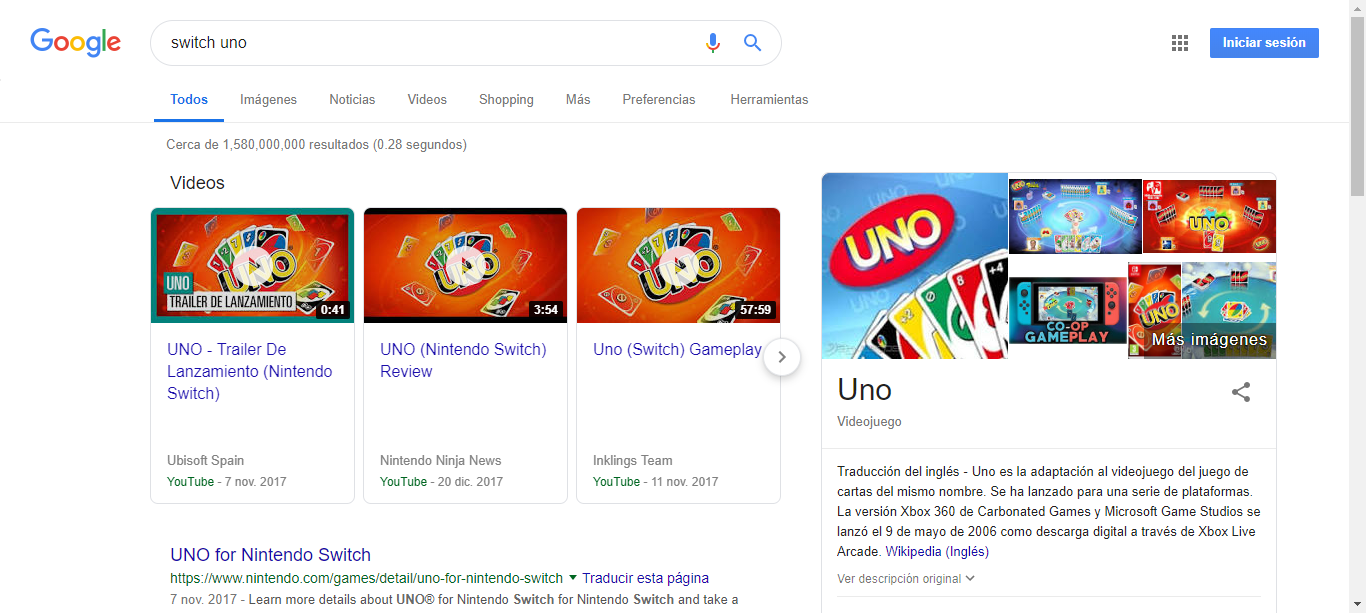 Google
switch uno
Iniciar sesión
Todos Imágenes Noticias Videos Shopping Más Preferencias Herramientas
Cerca de 1,580,000,000 resultados (0.28 segundos)
Videos
UNO
TRAILER DE LANZAMIENTO
0:41
UNO - Trailer De
Lanzamiento (Nintendo
Switch)
Ubisoft Spain
YouTube - 7 nov. 2017
UNO
3:54
UNO (Nintendo Switch)
Review
Nintendo Ninja News
YouTube - 20 dic. 2017
UNO
57:59
Uno (Switch) Gameplay
Inklings Team
YouTube - 11 nov. 2017
UNO for Nintendo Switch
https://www.nintendo.com/games/detail/uno-for-nintendo-switch Traducir esta página
7 nov. 2017 - Learn more details about UNO® for Nintendo Switch for Nintendo Switch and take a
UNO
+4
UNO
CO-OP
GAMEPLAY
UNO
Más imágenes
Uno
Videojuego
Traducción del inglés - Uno es la adaptación al videojuego del juego de
cartas del mismo nombre. Se ha lanzado para una serie de plataformas.
La versión Xbox 360 de Carbonated Games y Microsoft Game Studios se
lanzó el 9 de mayo de 2006 como descarga digital a través de Xbox Live
Arcade. Wikipedia (Inglés)
Ver descripción original